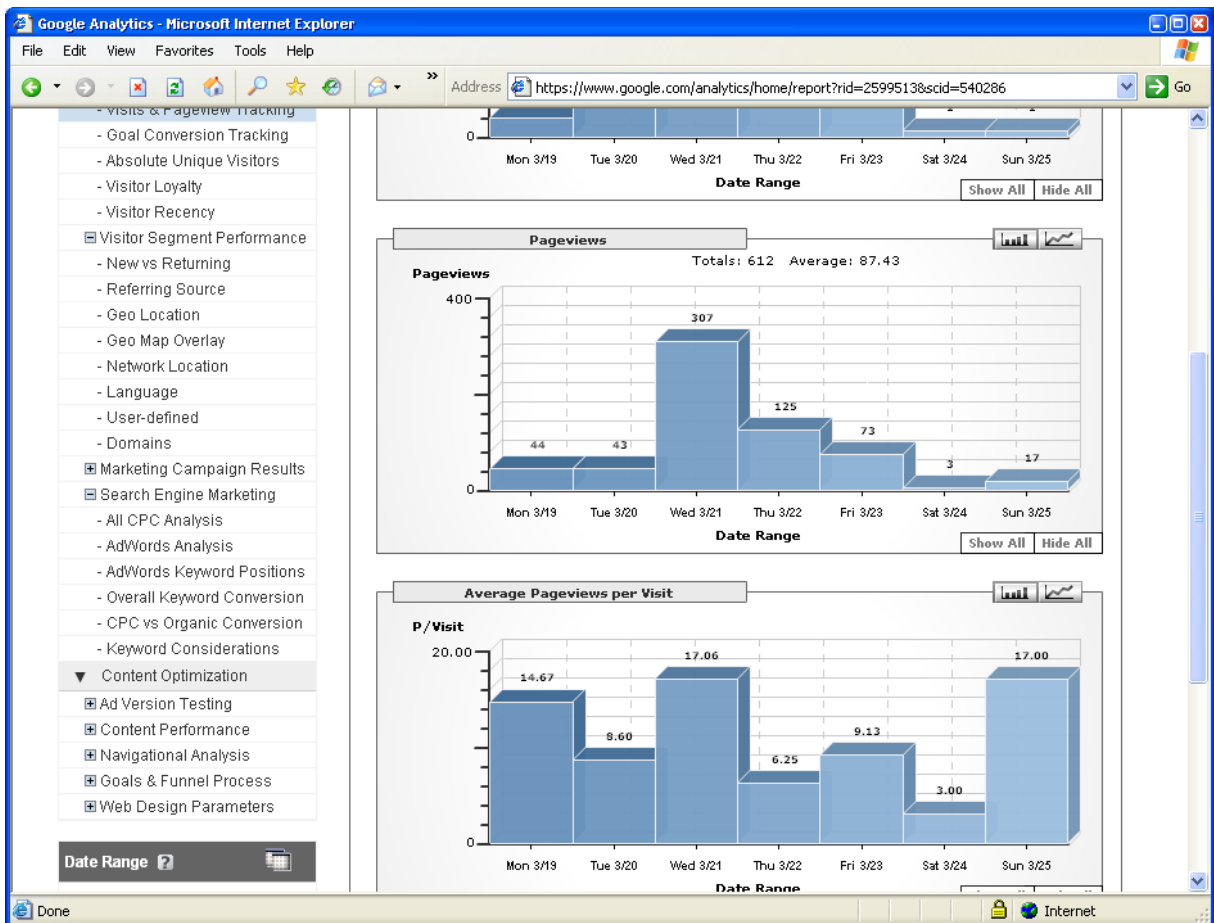 Google Analytics - Microsoft Internet Explorer
File Edit View Favorites Tools Help
» Address https://www.google.com/analytics/home/report?rid=2599513&scid=540286 Go
- Visits & Pageview Tracking
- Goal Conversion Tracking
- Absolute Unique Visitors
- Visitor Loyalty
- Visitor Recency
Visitor Segment Performance
- New vs Returning
- Referring Source
- Geo Location
- Geo Map Overlay
- Network Location
- Language
- User-defined
- Domains
Marketing Campaign Results
Search Engine Marketing
- All CPC Analysis
- AdWords Analysis
- AdWords Keyword Positions
- Overall Keyword Conversion
- CPC vs Organic Conversion
- Keyword Considerations
Content Optimization
Ad Version Testing
Content Performance
Navigational Analysis
Goals & Funnel Process
Web Design Parameters
Date Range ?
0
Mon 3/19 Tue 3/20 Wed 3/21 Thu 3/22 Fri 3/23 Sat 3/24 Sun 3/25
Date Range
Show All Hide All
Pageviews
Totals: 612 Average: 87.43
Pageviews
400
307
125
73
44 43
3 17
0
Mon 3/19 Tue 3/20 Wed 3/21 Thu 3/22 Fri 3/23 Sat 3/24 Sun 3/25
Date Range
Show All Hide All
Average Pageviews per Visit
P/Visit
20.00
17.06 17.00
14.67
8.60 9.13
6.25
3.00
0
Mon 3/19 Tue 3/20 Wed 3/21 Thu 3/22 Fri 3/23 Sat 3/24 Sun 3/25
Date Range
Done Internet